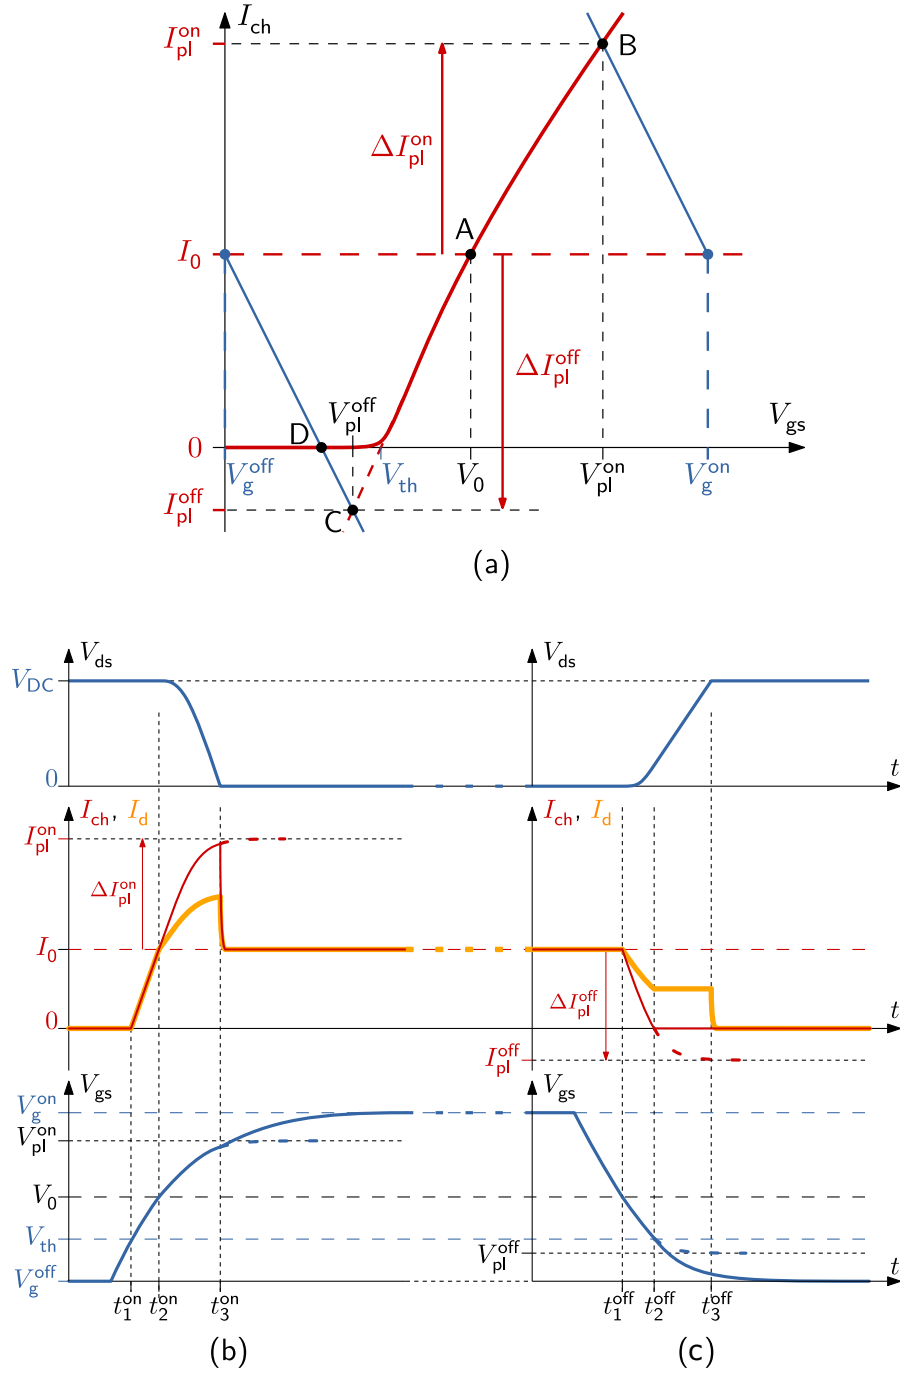 I_ch
I_pl^on
B
ΔI_pl^on
A
I_0
ΔI_pl^off
V_pl^off
V_gs
D
0
V_g^off V_th V_0 V_pl^on V_g^on
I_pl^off
C
(a)
V_ds V_ds
V_DC
0 t
I_ch, I_d I_ch, I_d
I_pl^on
ΔI_pl^on
I_0
ΔI_pl^off
0 t
I_pl^off
V_gs V_gs
V_g^on
V_pl^on
V_0
V_th
V_pl^off
V_g^off t
t_1^on t_2^on t_3^on t_1^off t_2^off t_3^off
(b) (c)